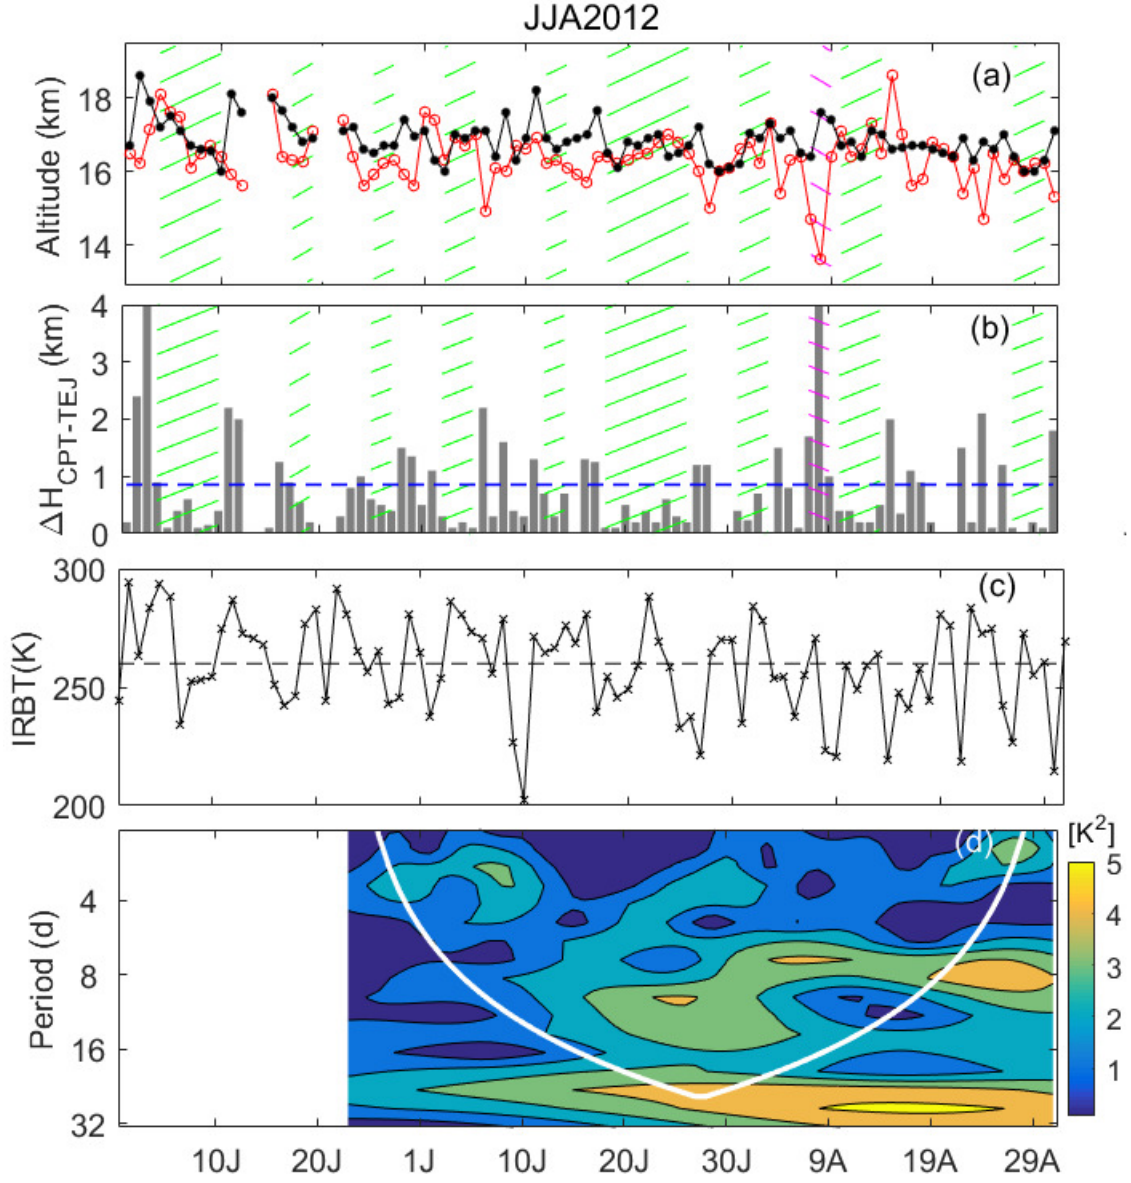 JJA2012
(a)
Altitude (km)
18
16
14
(b)
ΔH_CPT-TEJ (km)
4
3
2
1
0
(c)
IRBT(K)
300
250
200
(d)
Period (d)
4
8
16
32
[K²]
5
4
3
2
1
10J 20J 1J 10J 20J 30J 9A 19A 29A